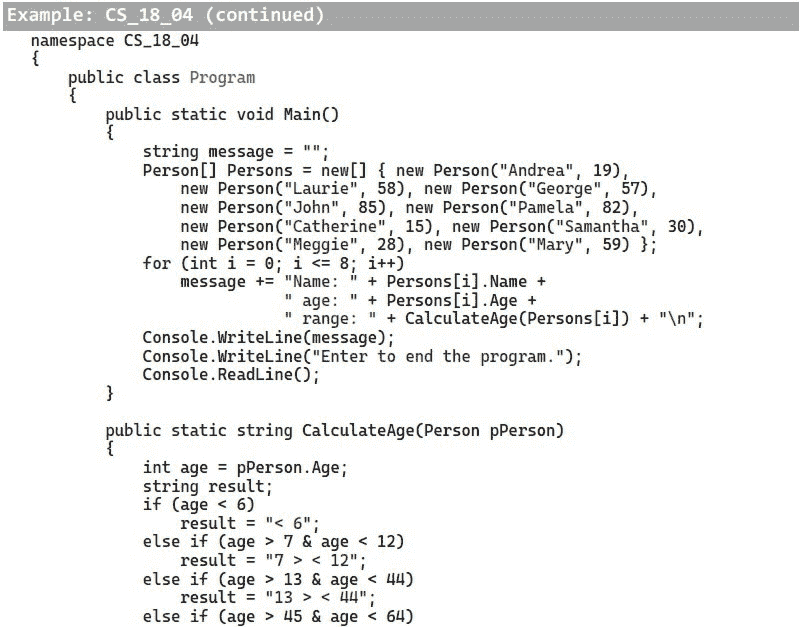 Example: CS_18_04 (continued)
namespace CS_18_04
{
public class Program
{
public static void Main()
{
string message = "";
Person[] Persons = new[] { new Person("Andrea", 19),
new Person("Laurie", 58), new Person("George", 57),
new Person("John", 85), new Person("Pamela", 82),
new Person("Catherine", 15), new Person("Samantha", 30),
new Person("Meggie", 28), new Person("Mary", 59) };
for (int i = 0; i <= 8; i++)
message += "Name: " + Persons[i].Name +
" age: " + Persons[i].Age +
" range: " + CalculateAge(Persons[i]) + "\n";
Console.WriteLine(message);
Console.WriteLine("Enter to end the program.");
Console.ReadLine();
}
public static string CalculateAge(Person pPerson)
{
int age = pPerson.Age;
string result;
if (age < 6)
result = "< 6";
else if (age > 7 & age < 12)
result = "7 > < 12";
else if (age > 13 & age < 44)
result = "13 > < 44";
else if (age > 45 & age < 64)